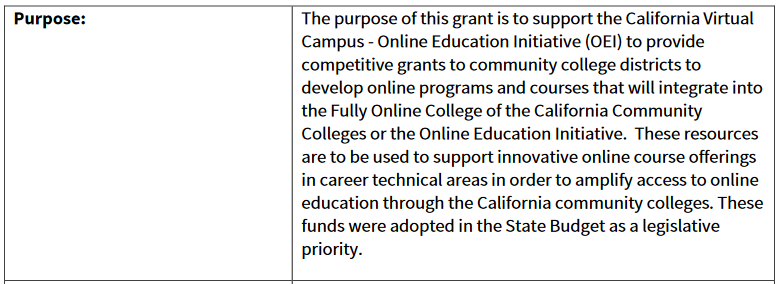 Purpose:
The purpose of this grant is to support the California Virtual
Campus - Online Education Initiative (OEI) to provide
competitive grants to community college districts to
develop online programs and courses that will integrate into
the Fully Online College of the California Community
Colleges or the Online Education Initiative.  These resources
are to be used to support innovative online course offerings
in career technical areas in order to amplify access to online
education through the California community colleges. These
funds were adopted in the State Budget as a legislative
priority.